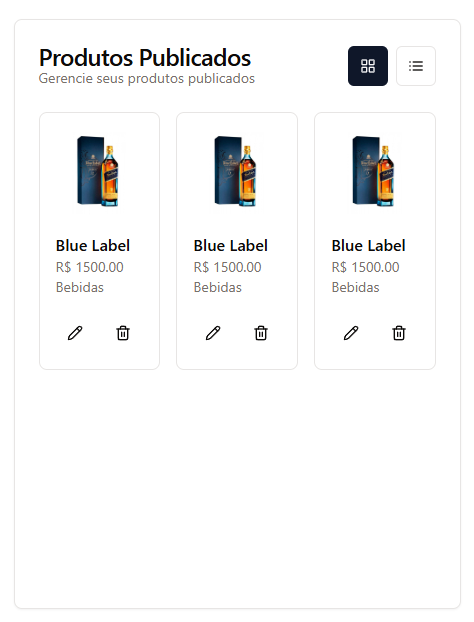 Produtos Publicados
Gerencie seus produtos publicados
Blue Label
R$ 1500.00
Bebidas
Blue Label
R$ 1500.00
Bebidas
Blue Label
R$ 1500.00
Bebidas